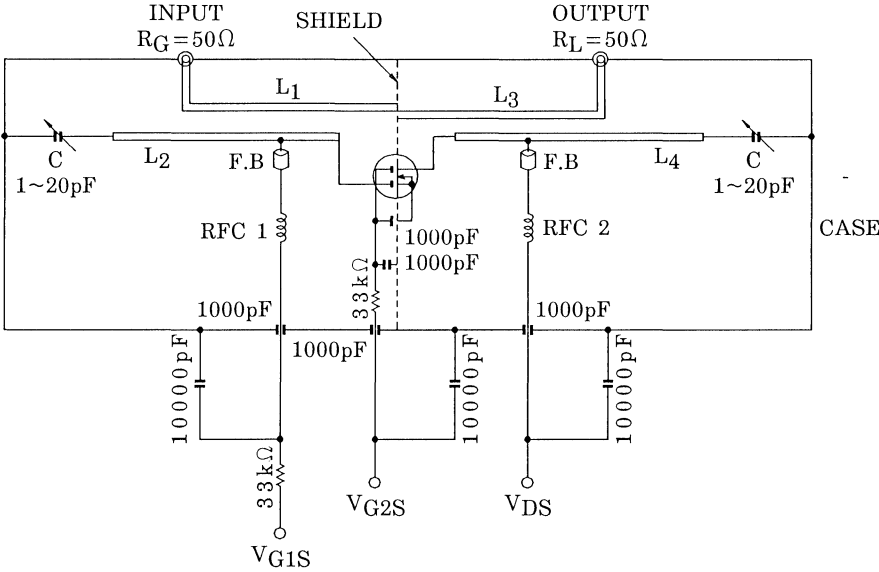 INPUT
R_G=50Ω
SHIELD
OUTPUT
R_L=50Ω
L1
L3
C
1~20pF
L2
F.B
F.B
L4
C
1~20pF
RFC 1
RFC 2
CASE
1000pF
1000pF
33kΩ
1000pF
1000pF
1000pF
10000pF
10000pF
10000pF
33kΩ
V_G2S
V_DS
V_G1S